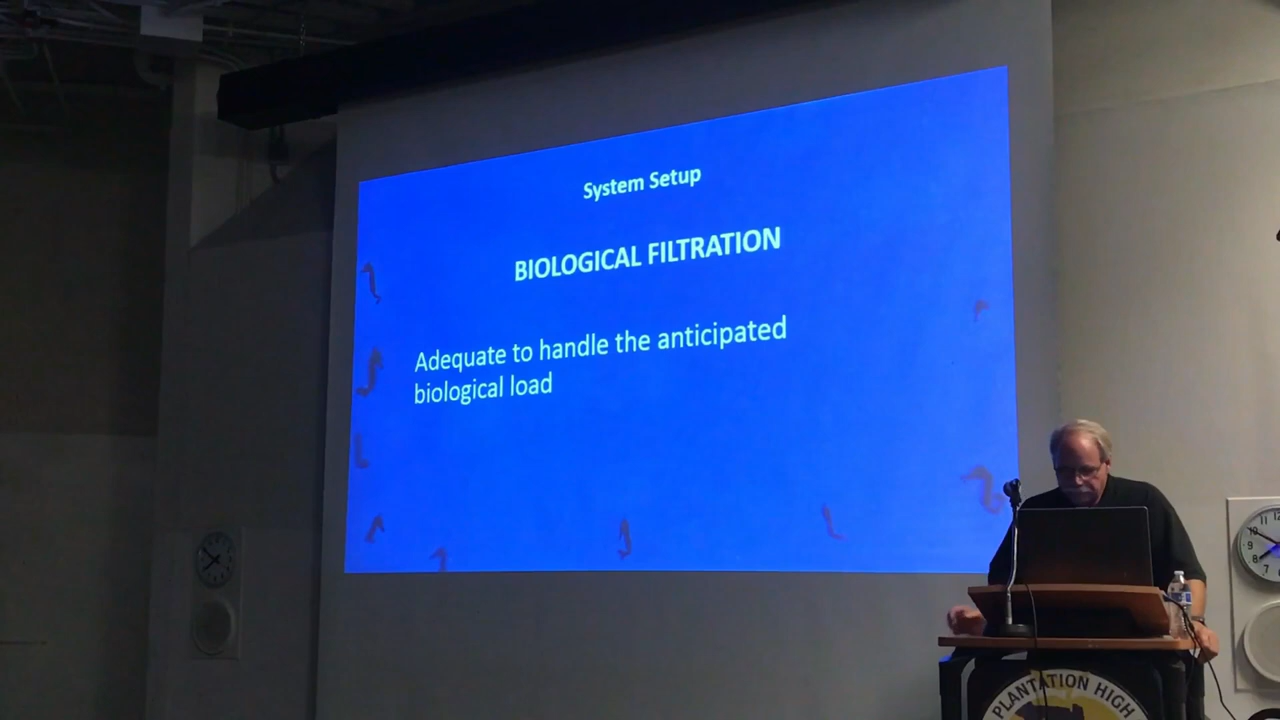 System Setup
BIOLOGICAL FILTRATION
Adequate to handle the anticipated
biological load
PLANTATION HIGH